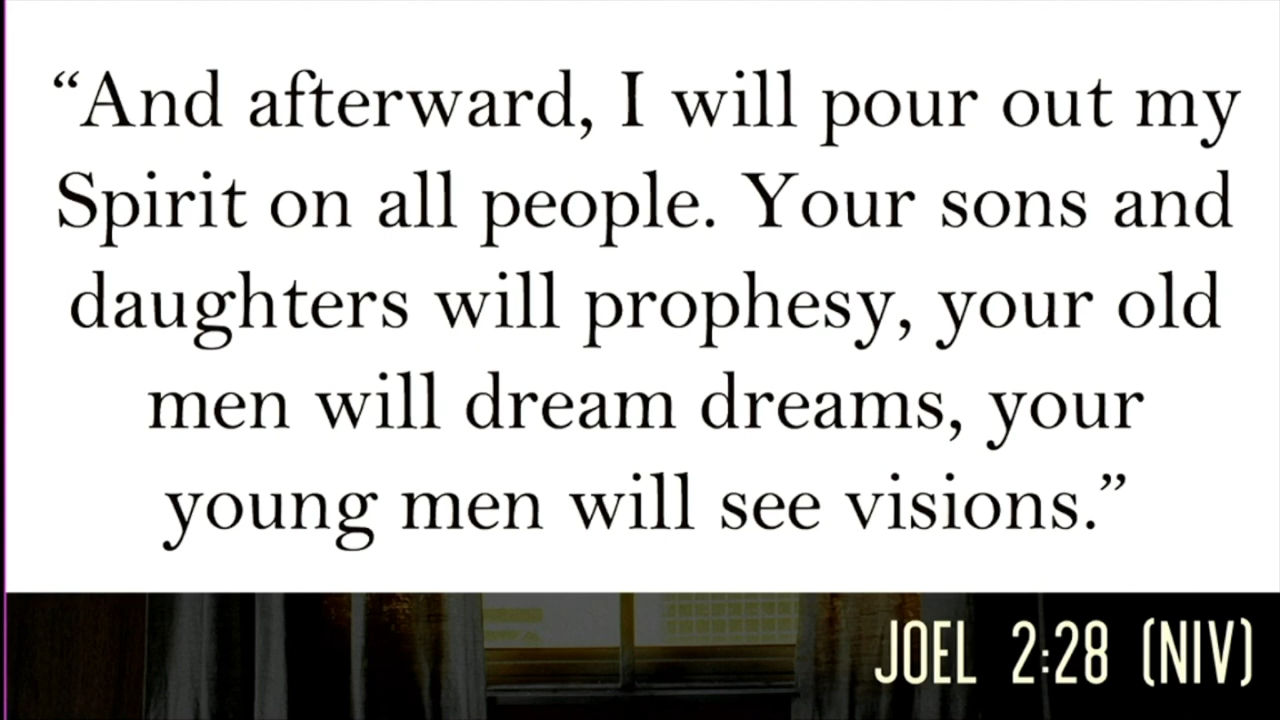 “And afterward, I will pour out my
Spirit on all people. Your sons and
daughters will prophesy, your old
men will dream dreams, your
young men will see visions.”
JOEL 2:28 (NIV)